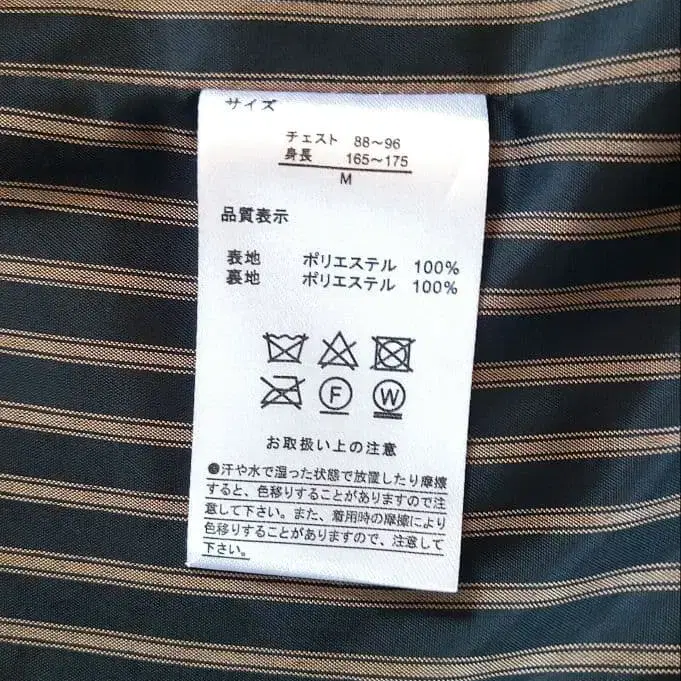 サイズ
チェスト 88～96
身長 165～175
M
品質表示
表地 ポリエステル 100%
裏地 ポリエステル 100%
F W
お取扱い上の注意
●汗や水で湿った状態で放置したり摩擦
すると、色移りすることがありますので注
意して下さい。また、着用時の摩擦により
色移りすることがありますので、注意して
下さい。